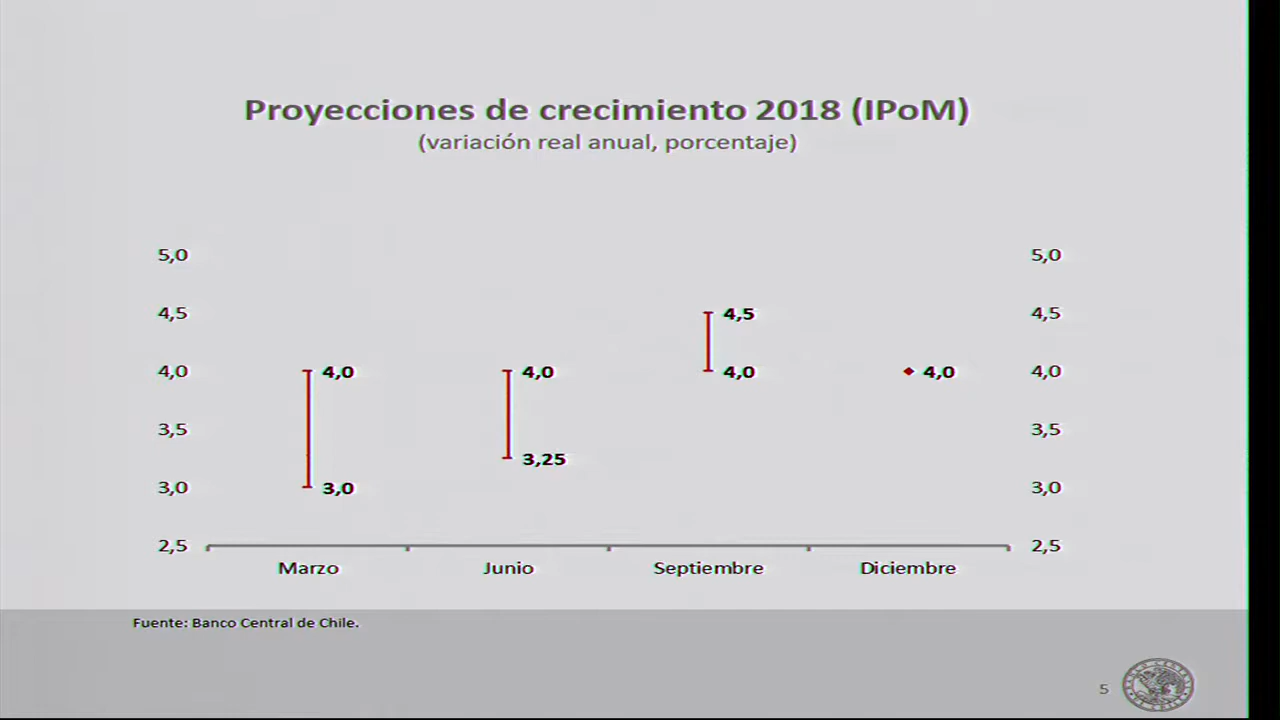 Proyecciones de crecimiento 2018 (IPoM)
(variación real anual, porcentaje)
5,0 5,0
4,5 4,5 4,5
4,0 4,0 4,0 4,0 4,0 4,0
3,5 3,5
3,25
3,0 3,0 3,0
2,5 2,5
Marzo Junio Septiembre Diciembre
Fuente: Banco Central de Chile.
5